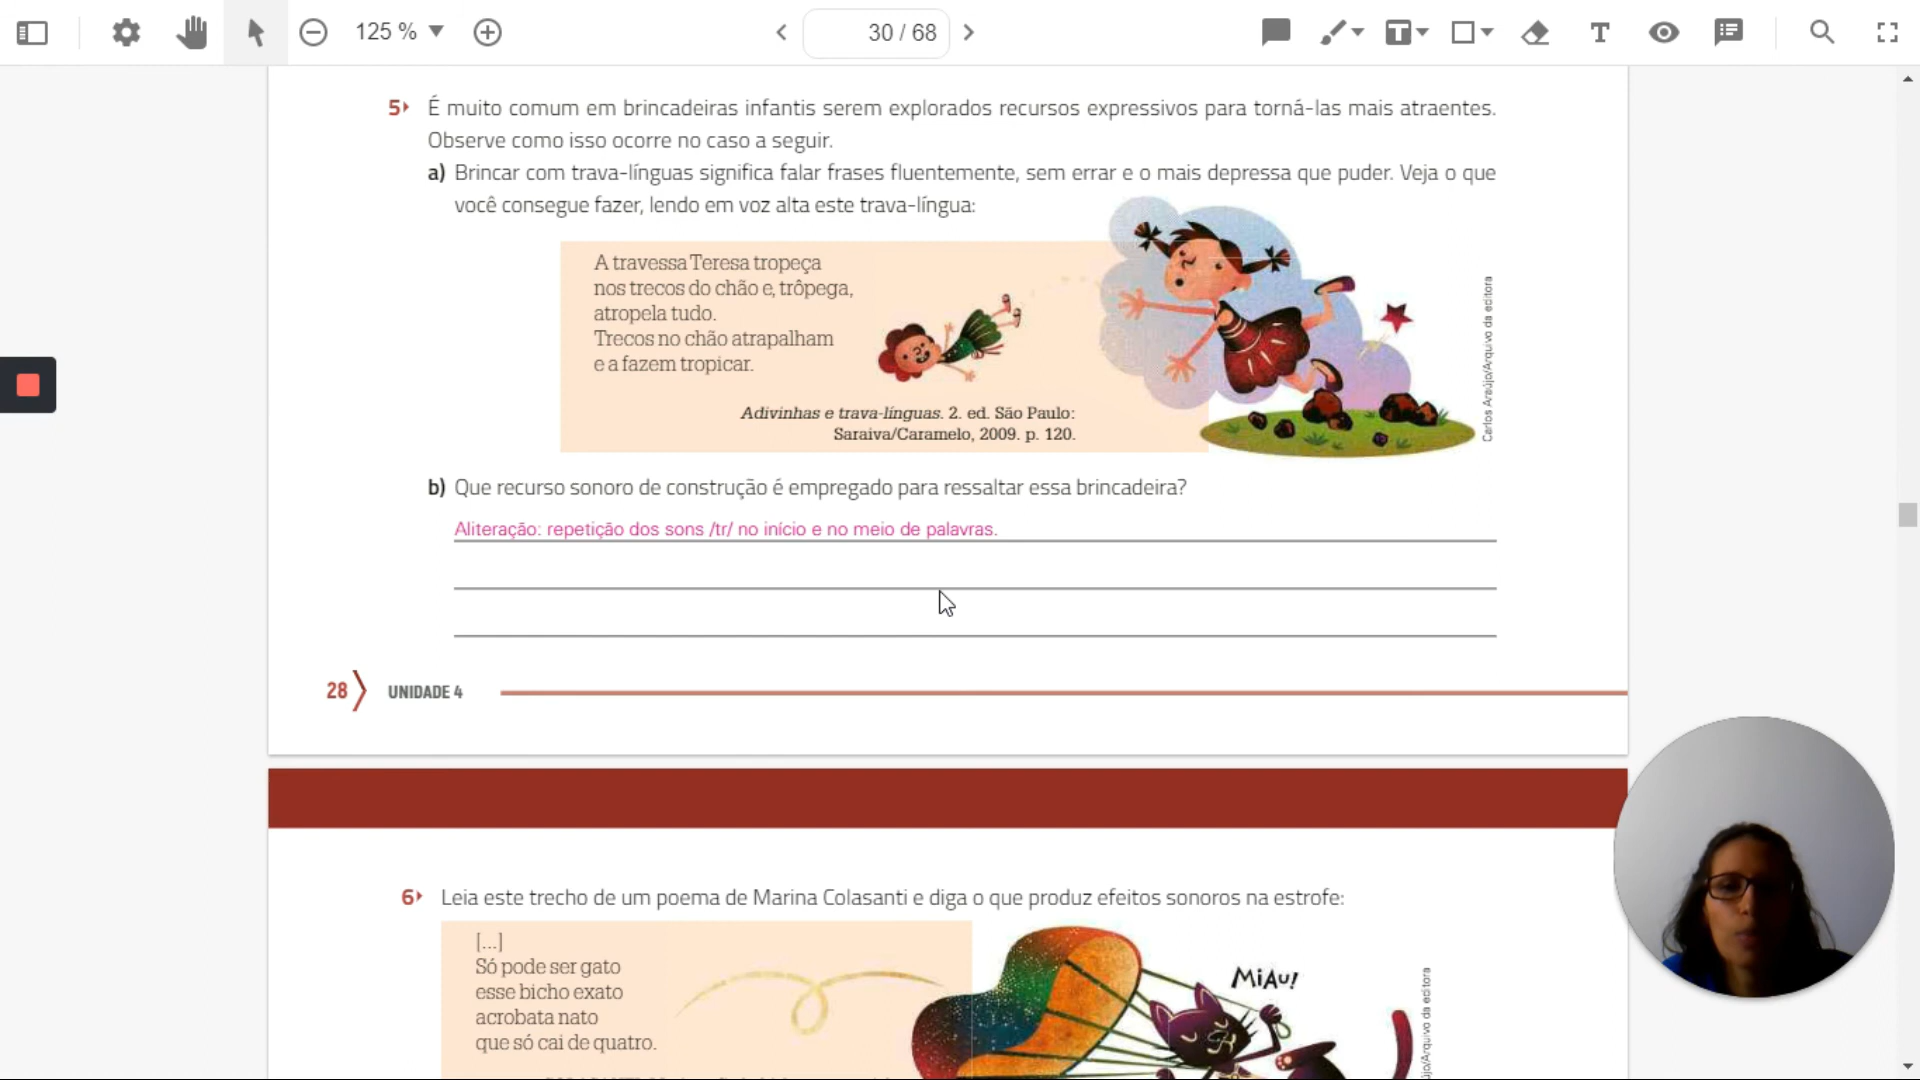 125 %
30 / 68
5 É muito comum em brincadeiras infantis serem explorados recursos expressivos para torná-las mais atraentes.
Observe como isso ocorre no caso a seguir.
a) Brincar com trava-línguas significa falar frases fluentemente, sem errar e o mais depressa que puder. Veja o que
você consegue fazer, lendo em voz alta este trava-língua:
A travessa Teresa tropeça
nos trecos do chão e, trôpega,
atropela tudo.
Trecos no chão atrapalham
e a fazem tropicar.
Adivinhas e trava-línguas. 2. ed. São Paulo:
Saraiva/Caramelo, 2009. p. 120.
Carlos Araújo/Arquivo da editora
b) Que recurso sonoro de construção é empregado para ressaltar essa brincadeira?
Aliteração: repetição dos sons /tr/ no início e no meio de palavras.
28 UNIDADE 4
6 Leia este trecho de um poema de Marina Colasanti e diga o que produz efeitos sonoros na estrofe:
[...]
Só pode ser gato
esse bicho exato
acrobata nato
que só cai de quatro.
MiAu!
/Arquivo da editora